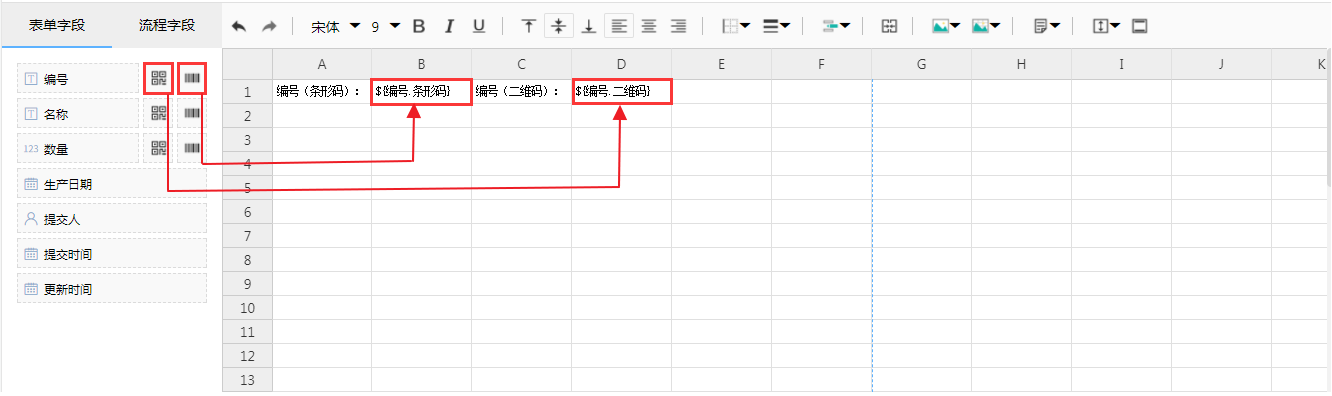 表单字段 流程字段 宋体 9 B I U
A B C D E F G H I J K
T 编号
T 名称
123 数量
生产日期
提交人
提交时间
更新时间
1 编号（条形码）： ${编号.条形码} 编号（二维码）： ${编号.二维码}
2
3
4
5
6
7
8
9
10
11
12
13